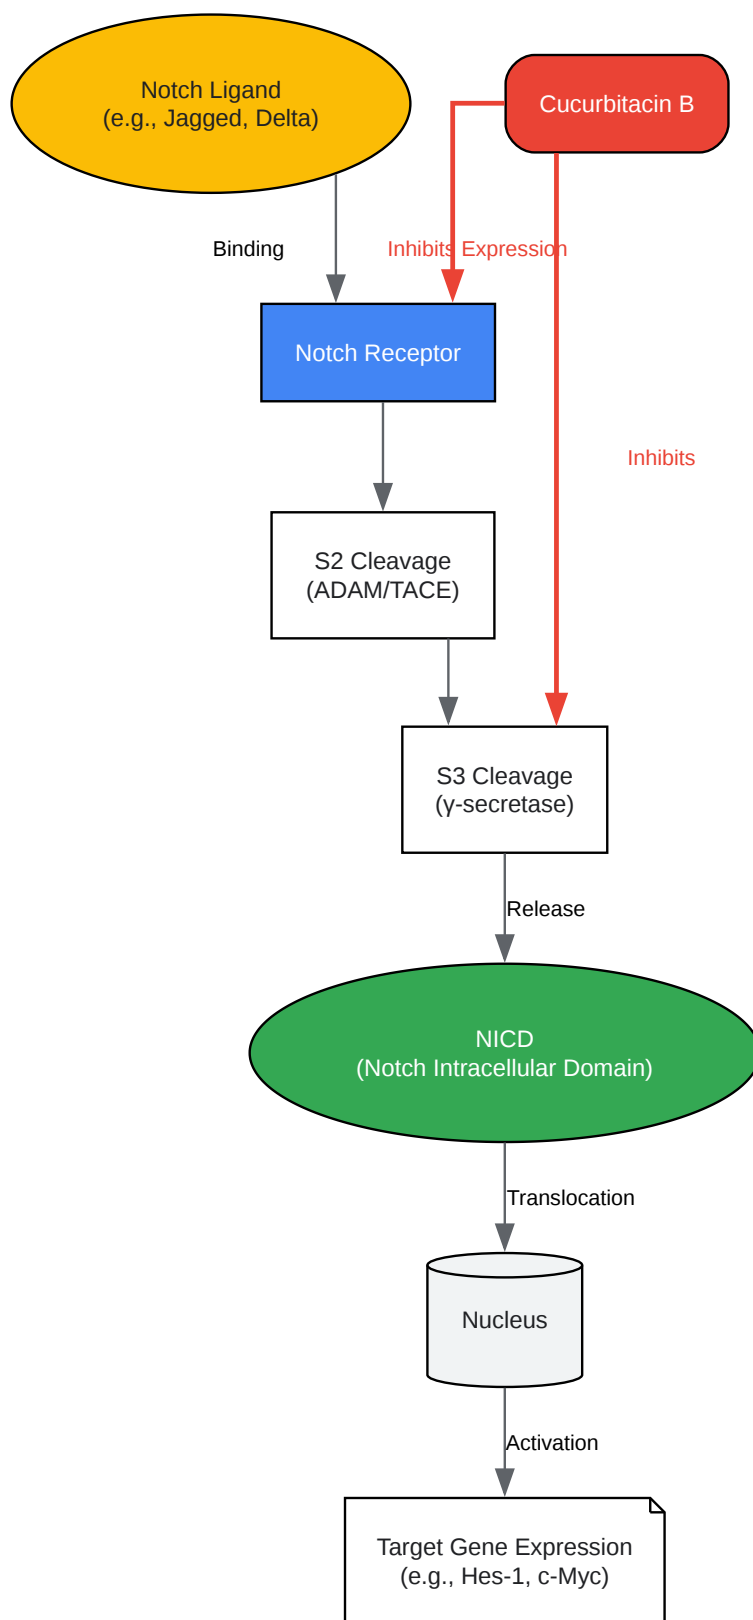 Notch Ligand
(e.g., Jagged, Delta)
Cucurbitacin B
Binding
Inhibits Expression
Notch Receptor
Inhibits
S2 Cleavage
(ADAM/TACE)
S3 Cleavage
(γ-secretase)
Release
NICD
(Notch Intracellular Domain)
Translocation
Nucleus
Activation
Target Gene Expression
(e.g., Hes-1, c-Myc)